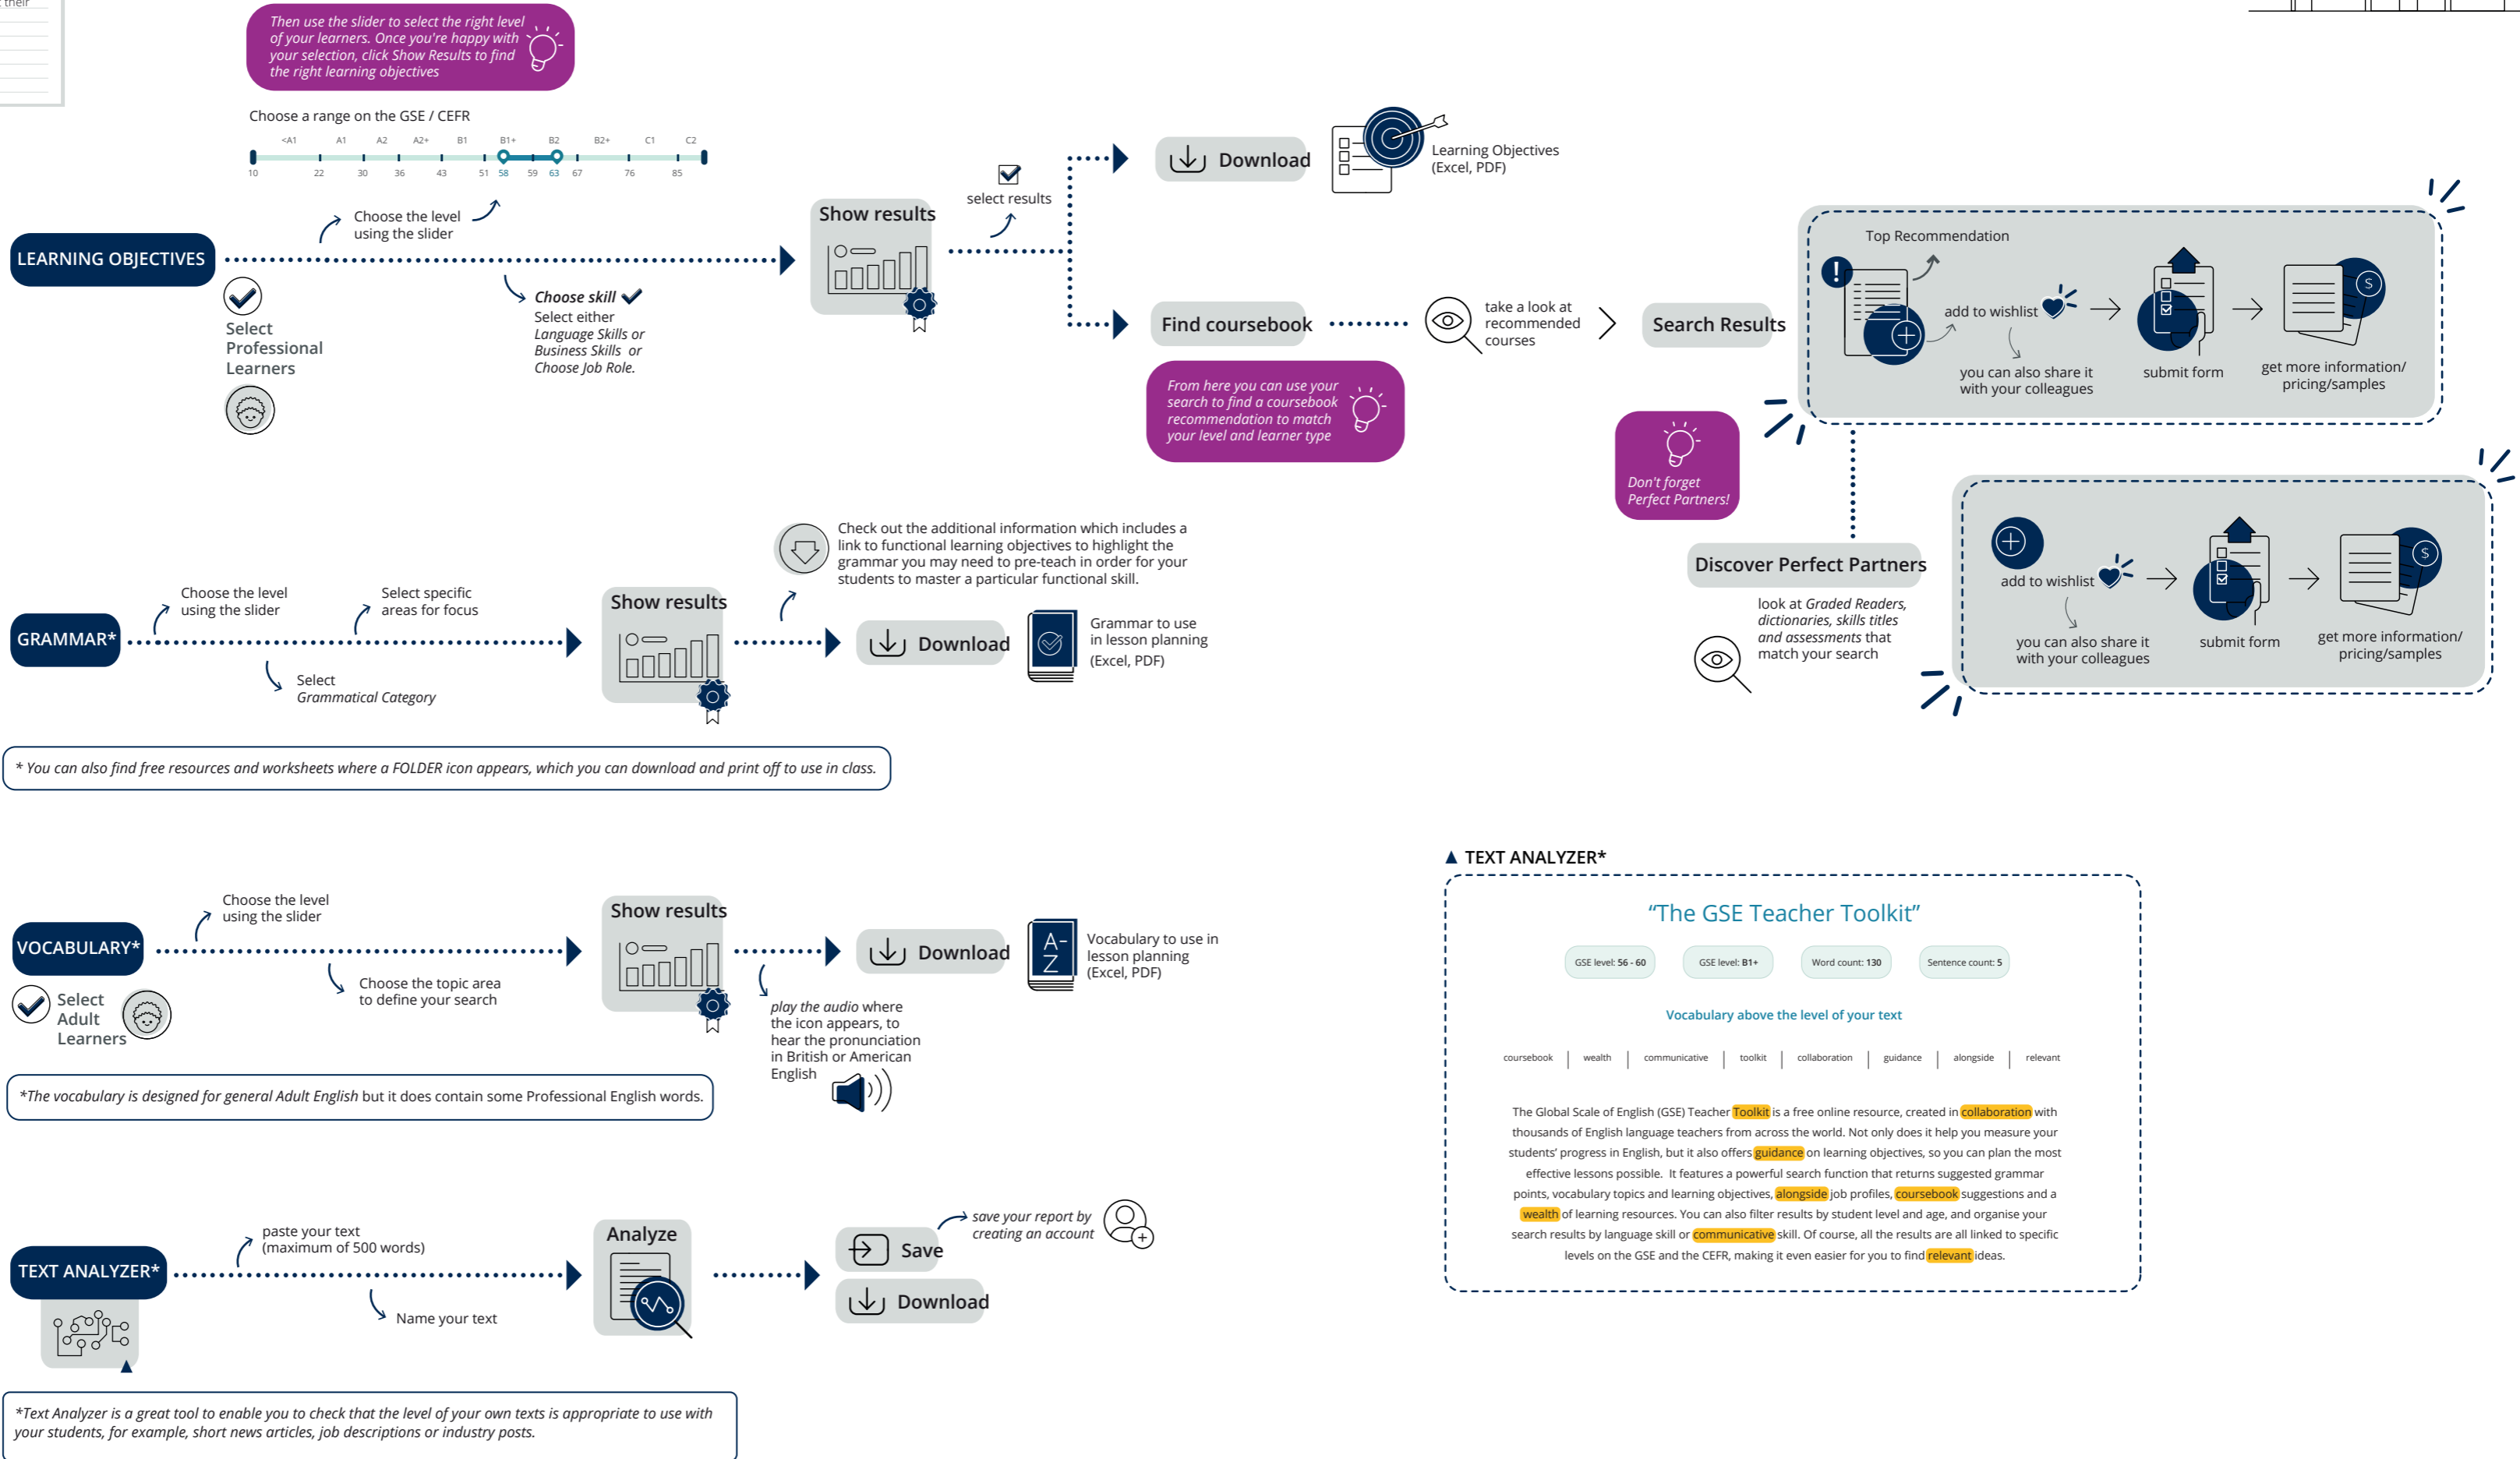 their
Then use the slider to select the right level
of your learners. Once you're happy with
your selection, click Show Results to find
the right learning objectives
Choose a range on the GSE / CEFR
<A1 A1 A2 A2+ B1 B1+ B2 B2+ C1 C2
10 22 30 36 43 51 58 59 63 67 76 85
Choose the level
using the slider
LEARNING OBJECTIVES
Select
Professional
Learners
Choose skill
Select either
Language Skills or
Business Skills or
Choose Job Role.
Show results
select results
Download
Learning Objectives
(Excel, PDF)
Find coursebook
take a look at
recommended
courses
Search Results
From here you can use your
search to find a coursebook
recommendation to match
your level and learner type
Top Recommendation
!
add to wishlist
you can also share it
with your colleagues
submit form
$
get more information/
pricing/samples
Don't forget
Perfect Partners!
Discover Perfect Partners
look at Graded Readers,
dictionaries, skills titles
and assessments that
match your search
add to wishlist
you can also share it
with your colleagues
submit form
$
get more information/
pricing/samples
GRAMMAR*
Choose the level
using the slider
Select specific
areas for focus
Select
Grammatical Category
Show results
Check out the additional information which includes a
link to functional learning objectives to highlight the
grammar you may need to pre-teach in order for your
students to master a particular functional skill.
Download
Grammar to use
in lesson planning
(Excel, PDF)
* You can also find free resources and worksheets where a FOLDER icon appears, which you can download and print off to use in class.
VOCABULARY*
Select
Adult
Learners
Choose the level
using the slider
Choose the topic area
to define your search
Show results
play the audio where
the icon appears, to
hear the pronunciation
in British or American
English
Download
A-
Z
Vocabulary to use in
lesson planning
(Excel, PDF)
*The vocabulary is designed for general Adult English but it does contain some Professional English words.
TEXT ANALYZER*
paste your text
(maximum of 500 words)
Name your text
Analyze
Save
save your report by
creating an account
Download
*Text Analyzer is a great tool to enable you to check that the level of your own texts is appropriate to use with
your students, for example, short news articles, job descriptions or industry posts.
TEXT ANALYZER*
“The GSE Teacher Toolkit”
GSE level: 56 - 60 GSE level: B1+ Word count: 130 Sentence count: 5
Vocabulary above the level of your text
coursebook | wealth | communicative | toolkit | collaboration | guidance | alongside | relevant
The Global Scale of English (GSE) Teacher Toolkit is a free online resource, created in collaboration with
thousands of English language teachers from across the world. Not only does it help you measure your
students’ progress in English, but it also offers guidance on learning objectives, so you can plan the most
effective lessons possible. It features a powerful search function that returns suggested grammar
points, vocabulary topics and learning objectives, alongside job profiles, coursebook suggestions and a
wealth of learning resources. You can also filter results by student level and age, and organise your
search results by language skill or communicative skill. Of course, all the results are all linked to specific
levels on the GSE and the CEFR, making it even easier for you to find relevant ideas.